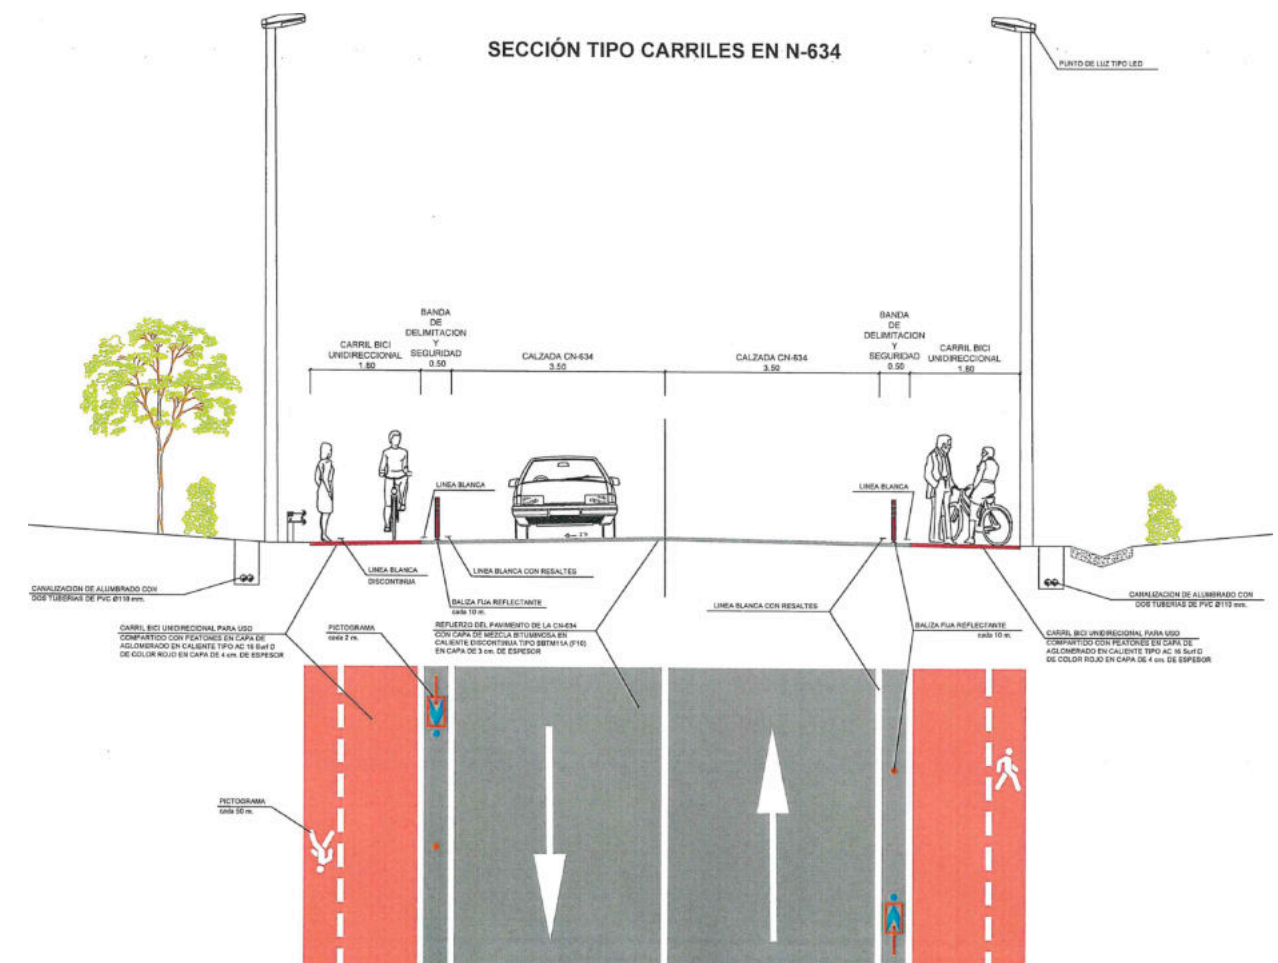 SECCIÓN TIPO CARRILES EN N-634
PUNTO DE LUZ TIPO LED
CARRIL BICI
UNIDIRECCIONAL
1.80
BANDA
DE
DELIMITACION
Y
SEGURIDAD
0.50
CALZADA CN-634
3.50
CALZADA CN-634
3.50
BANDA
DE
DELIMITACION
Y
SEGURIDAD
0.50
CARRIL BICI
UNIDIRECCIONAL
1.80
LINEA BLANCA
LINEA BLANCA
LINEA BLANCA
DISCONTINUA
LINEA BLANCA CON RESALTES
CANALIZACION DE ALUMBRADO CON
DOS TUBERIAS DE PVC Ø110 mm.
BALIZA FIJA REFLECTANTE
cada 10 m.
LINEA BLANCA CON RESALTES
CANALIZACION DE ALUMBRADO CON
DOS TUBERIAS DE PVC Ø110 mm.
CARRIL BICI UNIDIRECIONAL PARA USO
COMPARTIDO CON PEATONES EN CAPA DE
AGLOMERADO EN CALIENTE TIPO AC 16 Surf D
DE COLOR ROJO EN CAPA DE 4 cm. DE ESPESOR
PICTOGRAMA
cada 2 m.
REFUERZO DEL PAVIMENTO DE LA CN-634
CON CAPA DE MEZCLA BITUMINOSA EN
CALIENTE DISCONTINUA TIPO BBTM11A (F10)
EN CAPA DE 3 cm. DE ESPESOR
BALIZA FIJA REFLECTANTE
cada 10 m.
CARRIL BICI UNIDIRECIONAL PARA USO
COMPARTIDO CON PEATONES EN CAPA DE
AGLOMERADO EN CALIENTE TIPO AC 16 Surf D
DE COLOR ROJO EN CAPA DE 4 cm. DE ESPESOR
PICTOGRAMA
cada 50 m.